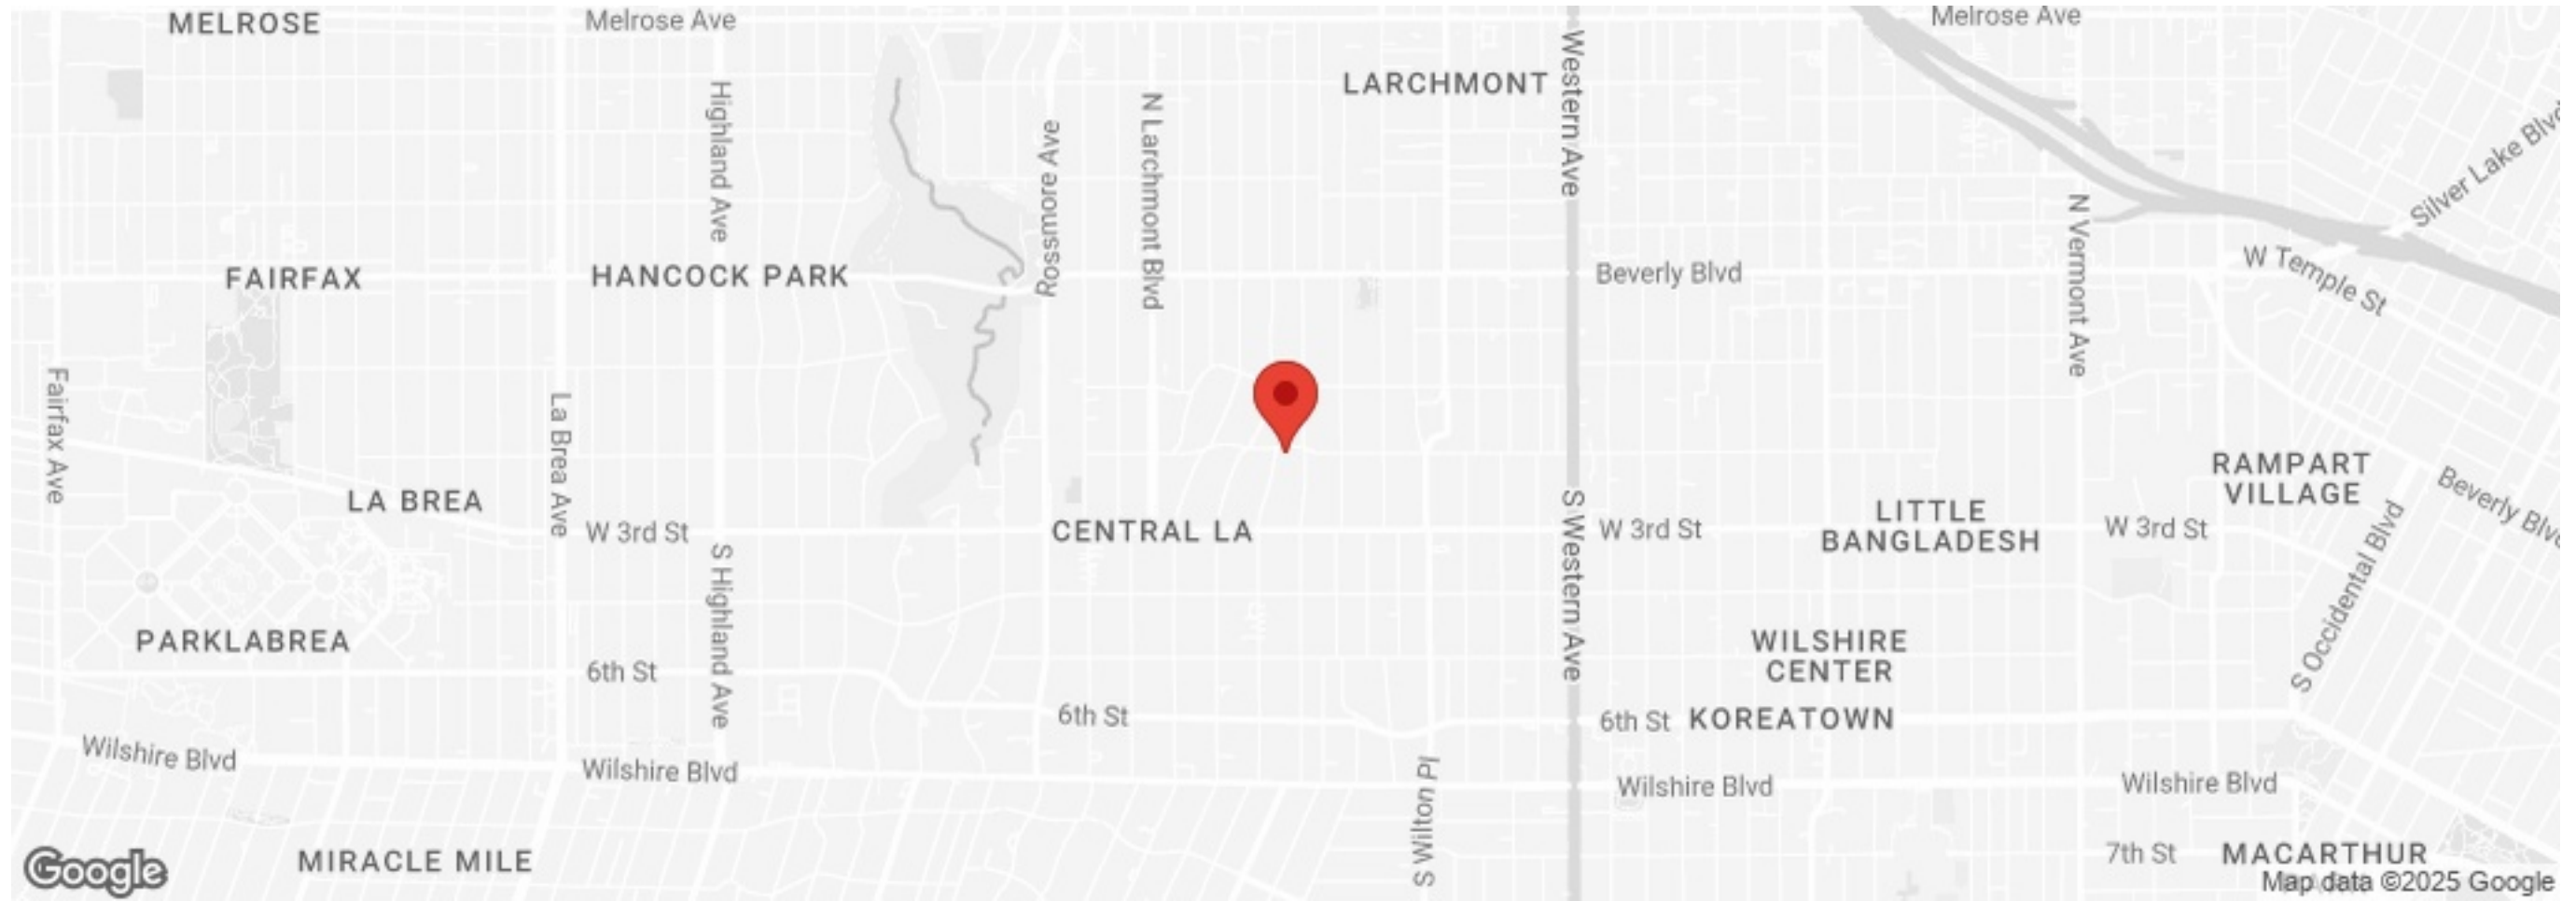 MELROSE
Melrose Ave
Melrose Ave
LARCHMONT
Western Ave
Highland Ave
N Larchmont Blvd
Rossmore Ave
Silver Lake Blvd
N Vermont Ave
FAIRFAX
HANCOCK PARK
Beverly Blvd
W Temple St
Fairfax Ave
La Brea Ave
LA BREA
W 3rd St
CENTRAL LA
S Western Ave
W 3rd St
LITTLE
BANGLADESH
W 3rd St
RAMPART
VILLAGE
Beverly Blvd
S Occidental Blvd
S Highland Ave
PARKLABREA
6th St
WILSHIRE
CENTER
6th St
6th St
KOREATOWN
Wilshire Blvd
Wilshire Blvd
S Wilton Pl
Wilshire Blvd
Wilshire Blvd
Google
MIRACLE MILE
7th St
MACARTHUR
Map data ©2025 Google